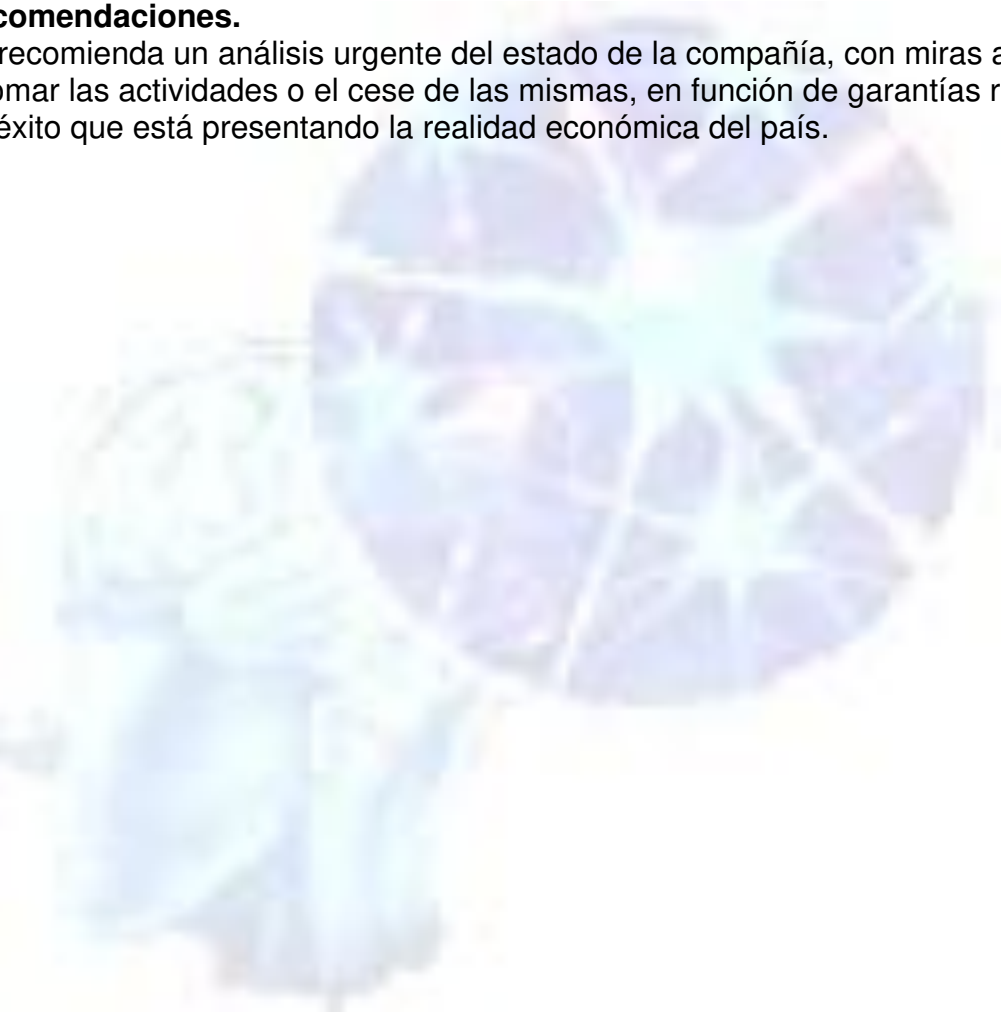 comendaciones.
recomienda un análisis urgente del estado de la compañía, con miras a
omar las actividades o el cese de las mismas, en función de garantías r
éxito que está presentando la realidad económica del país.